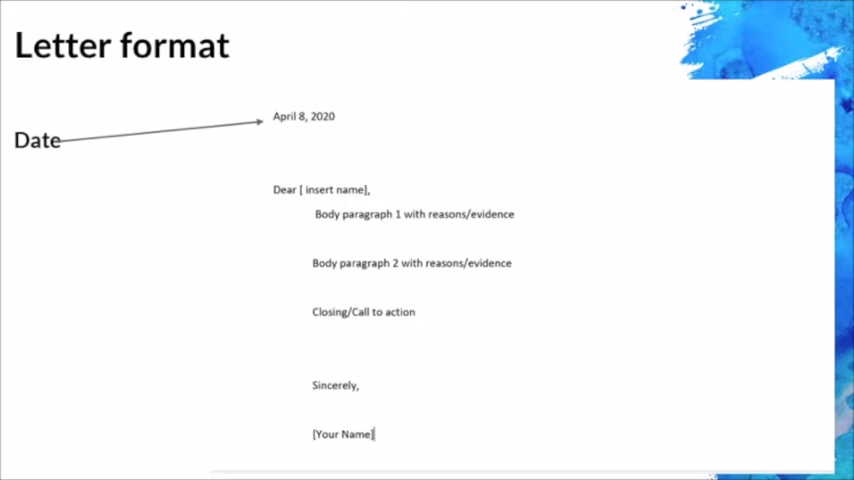 Letter format
April 8, 2020
Date
Dear [ insert name],
Body paragraph 1 with reasons/evidence
Body paragraph 2 with reasons/evidence
Closing/Call to action
Sincerely,
[Your Name]